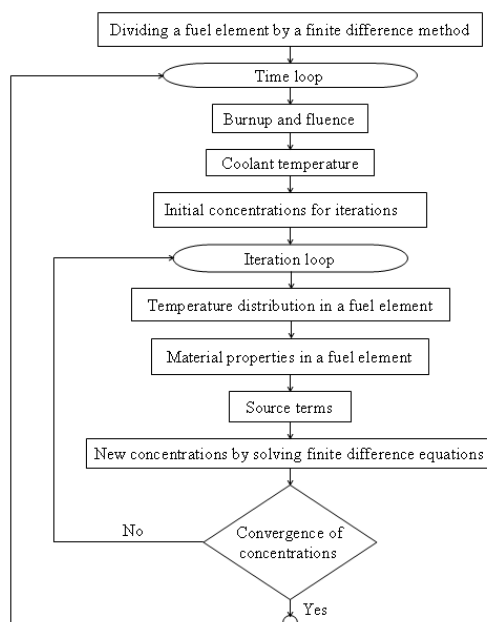 Dividing a fuel element by a finite difference method
Time loop
Burnup and fluence
Coolant temperature
Initial concentrations for iterations
Iteration loop
Temperature distribution in a fuel element
Material properties in a fuel element
Source terms
New concentrations by solving finite difference equations
No
Convergence of
concentrations
Yes